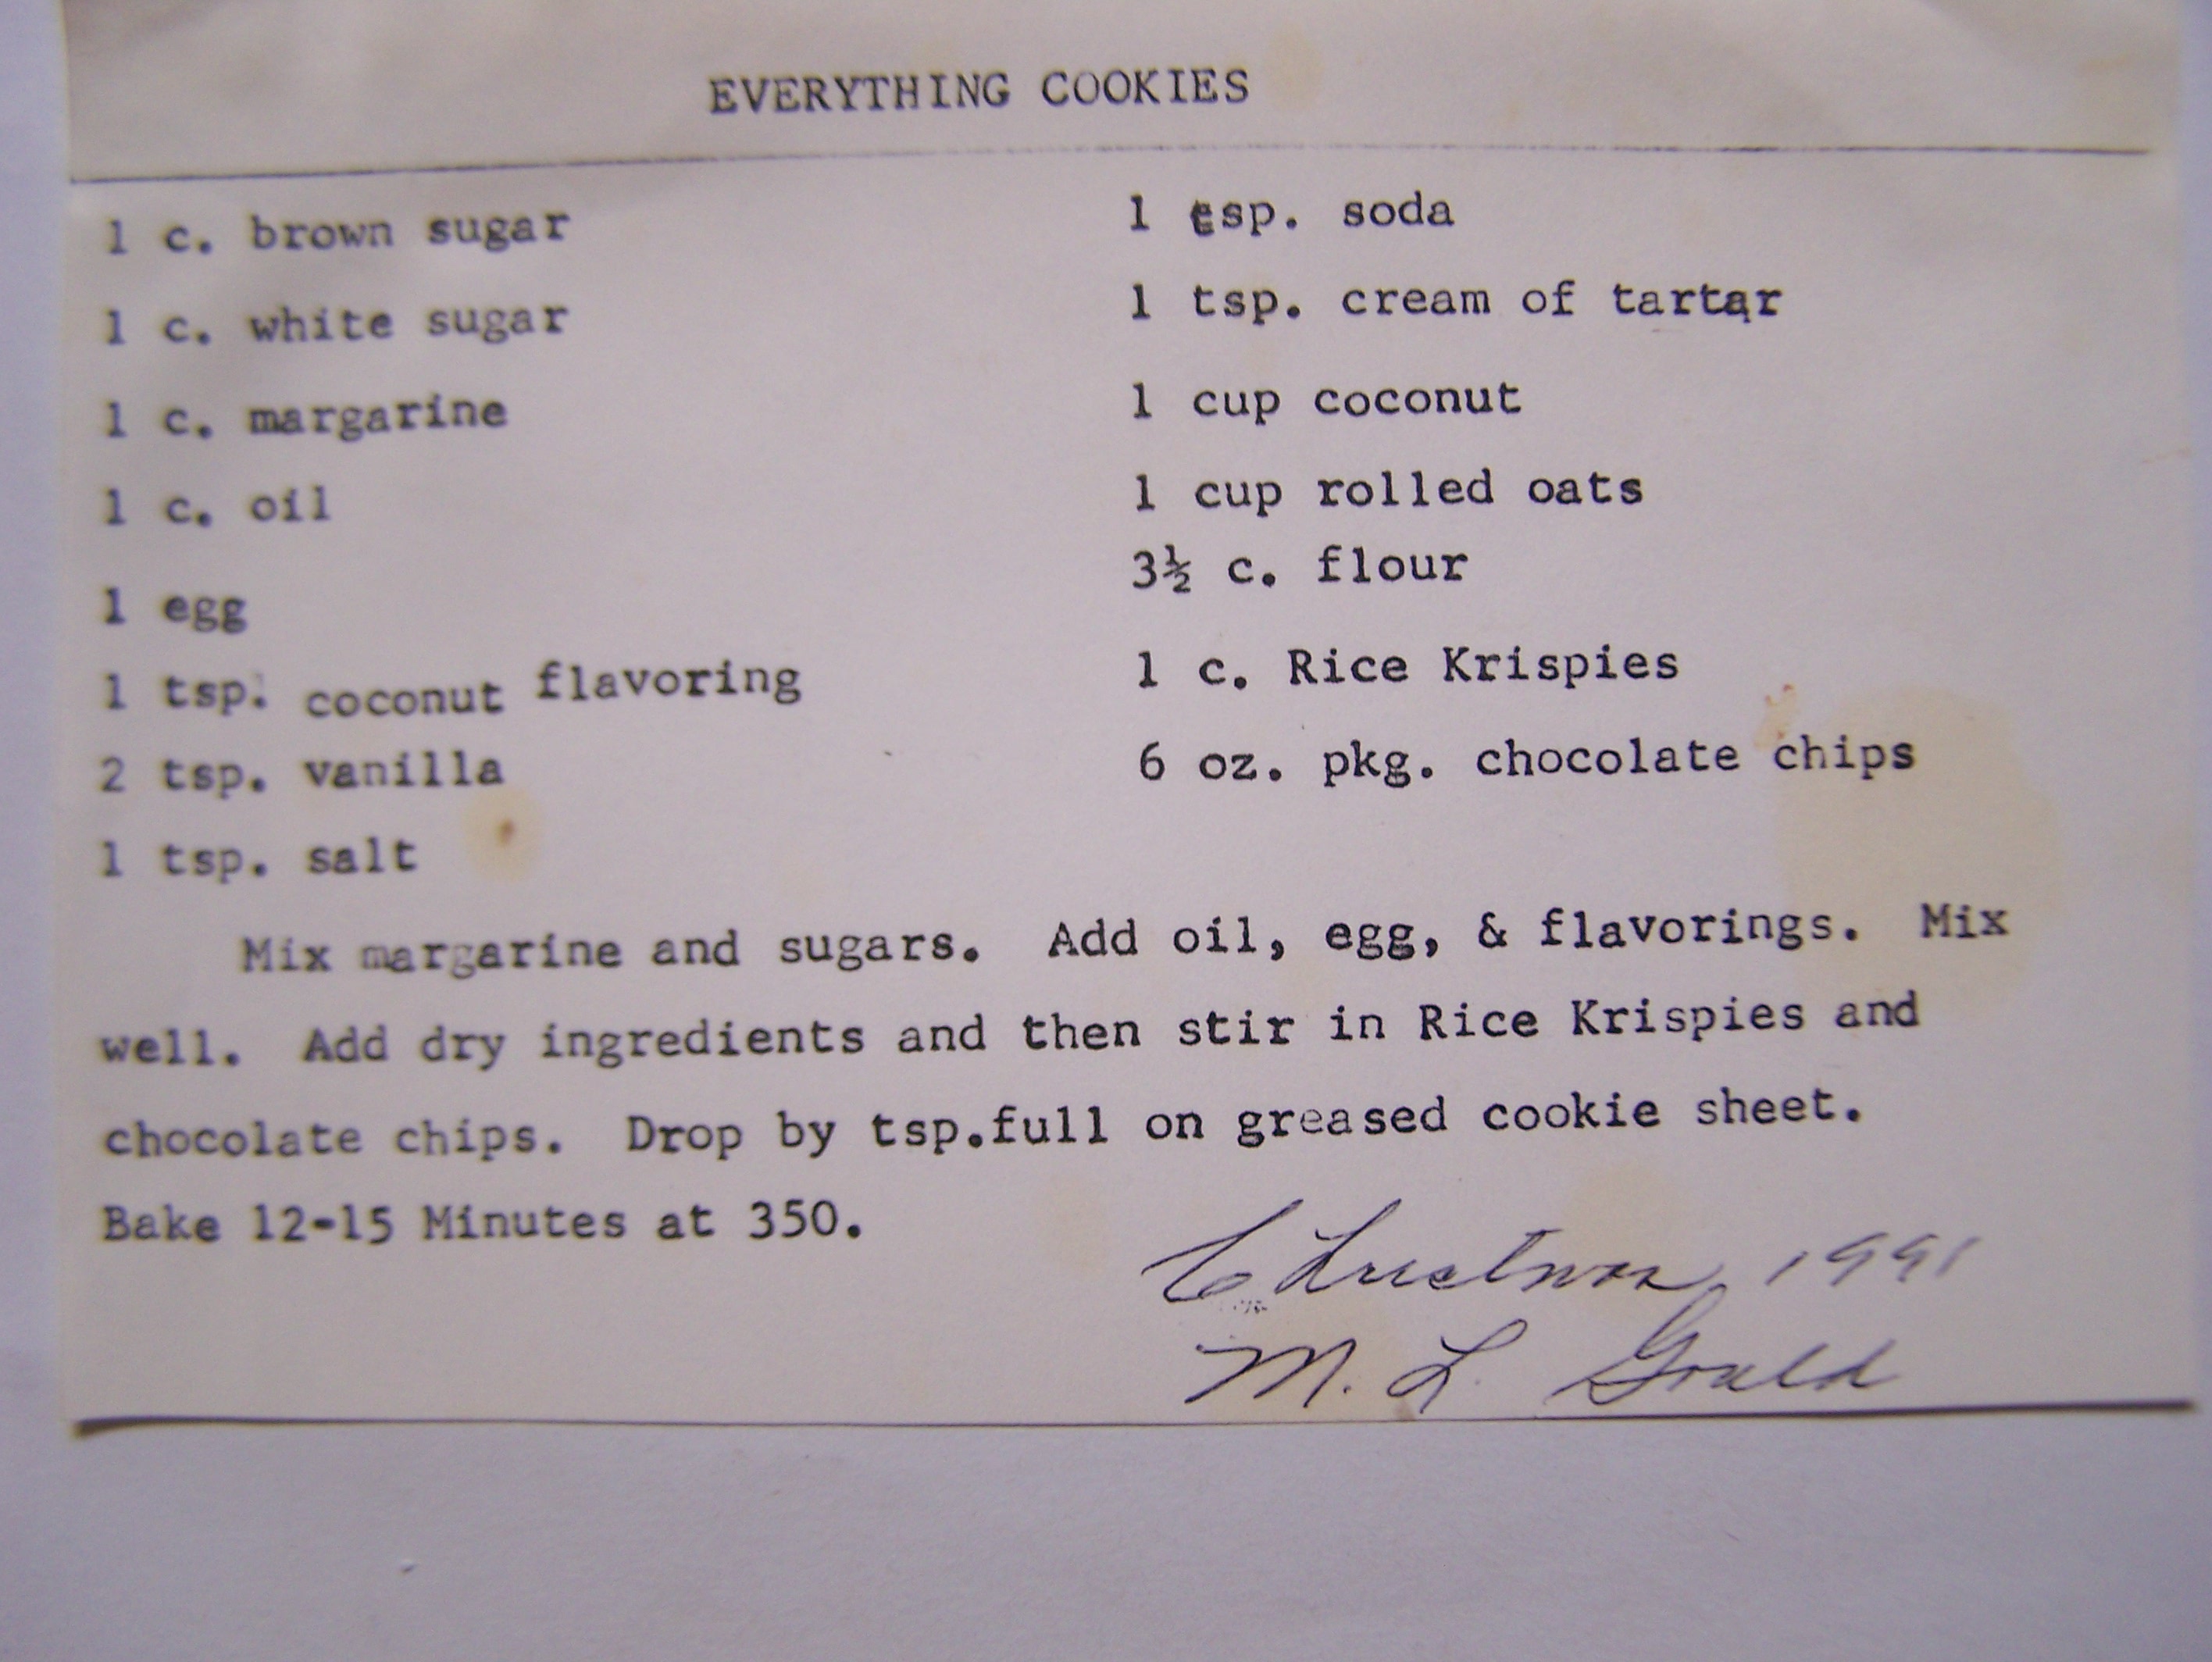 EVERYTHING COOKIES
1 c. brown sugar
1 c. white sugar
1 c. margarine
1 c. oil
1 egg
1 tsp. coconut flavoring
2 tsp. vanilla
1 tsp. salt
1 tsp. soda
1 tsp. cream of tartar
1 cup coconut
1 cup rolled oats
3½ c. flour
1 c. Rice Krispies
6 oz. pkg. chocolate chips
Mix margarine and sugars. Add oil, egg, & flavorings. Mix
well. Add dry ingredients and then stir in Rice Krispies and
chocolate chips. Drop by tsp.full on greased cookie sheet.
Bake 12-15 Minutes at 350.
Christmas, 1991
M. L. Gould